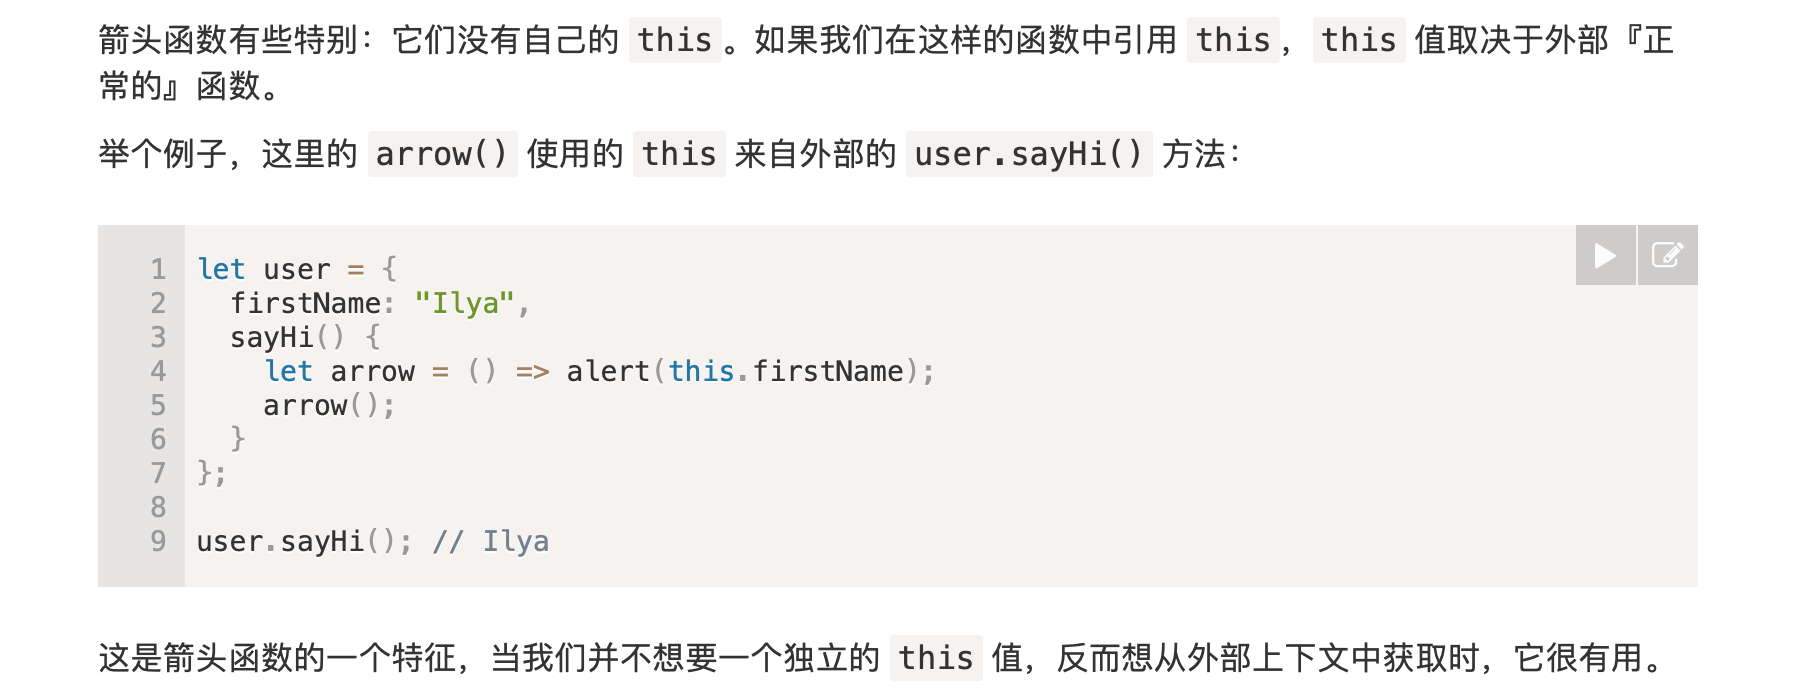 箭头函数有些特别：它们没有自己的 this。如果我们在这样的函数中引用 this，this 值取决于外部『正
常的』函数。
举个例子，这里的 arrow() 使用的 this 来自外部的 user.sayHi() 方法：
1 let user = {
2   firstName: "Ilya",
3   sayHi() {
4     let arrow = () => alert(this.firstName);
5     arrow();
6   }
7 };
8
9 user.sayHi(); // Ilya
这是箭头函数的一个特征，当我们并不想要一个独立的 this 值，反而想从外部上下文中获取时，它很有用。